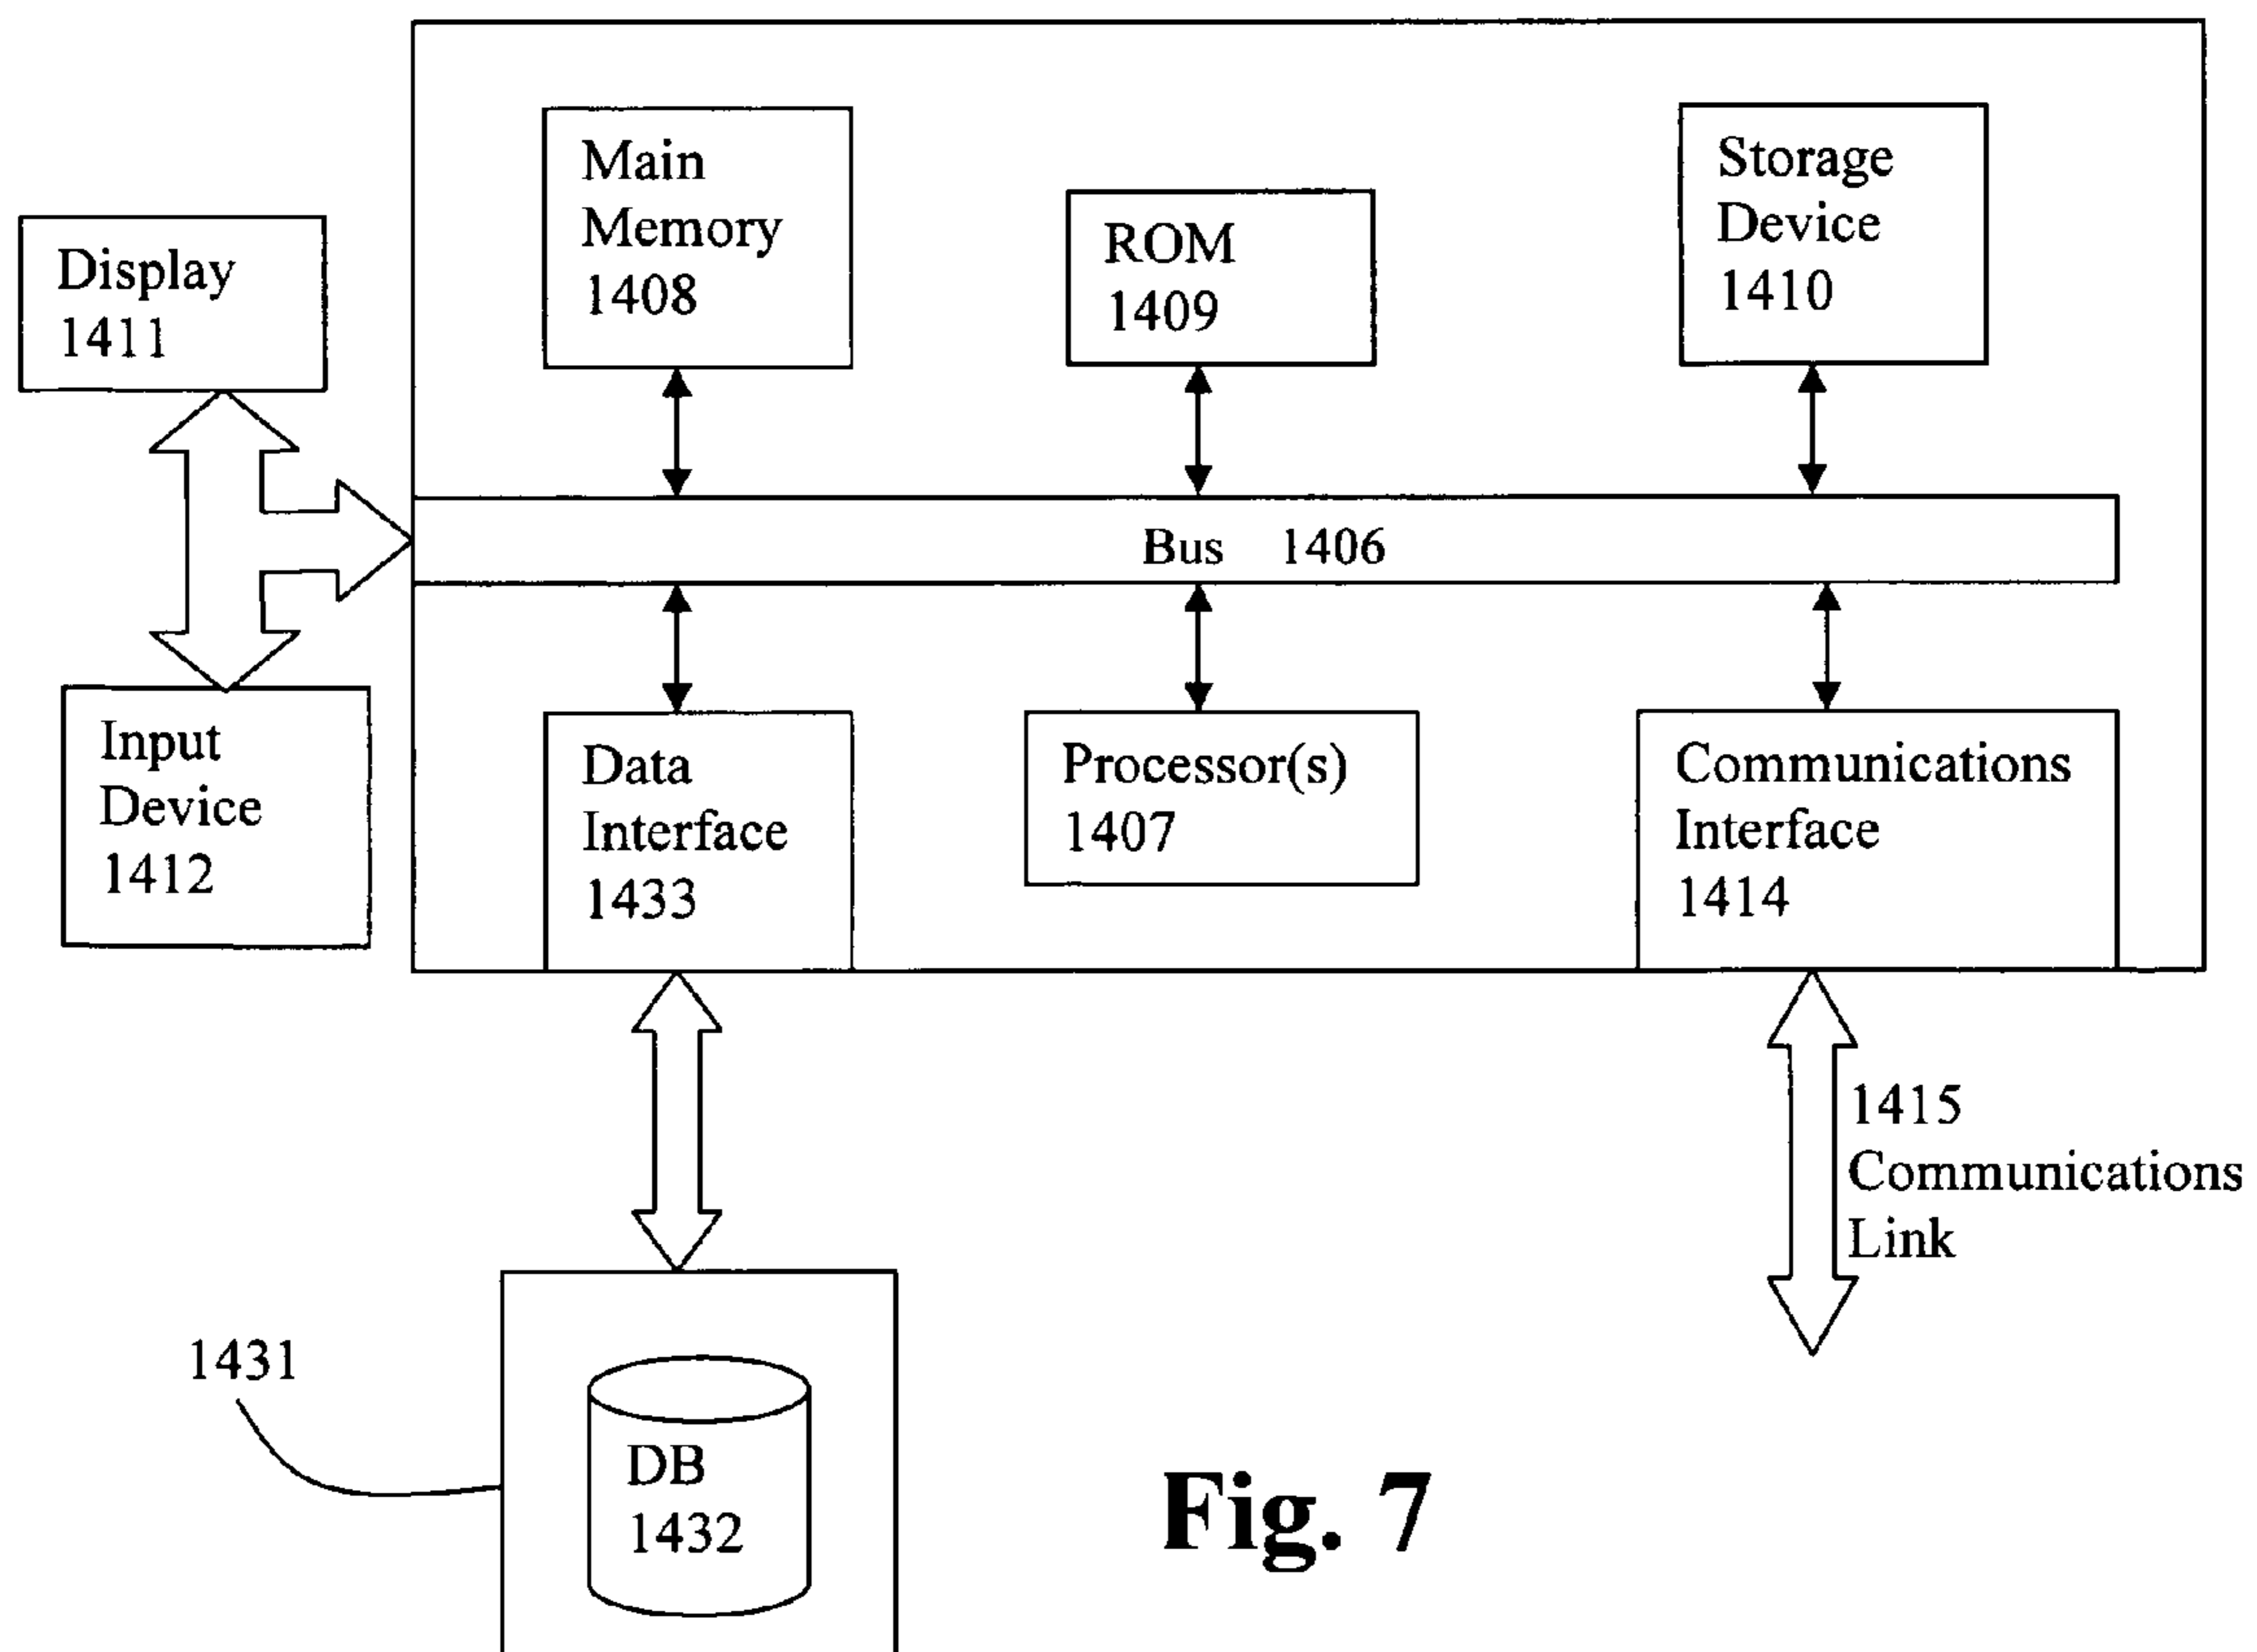 Main
Memory
1408
ROM
1409
Storage
Device
1410
Display
1411
Bus 1406
Input
Device
1412
Data
Interface
1433
Processor(s)
1407
Communications
Interface
1414
1415
Communications
Link
1431
DB
1432
Fig. 7